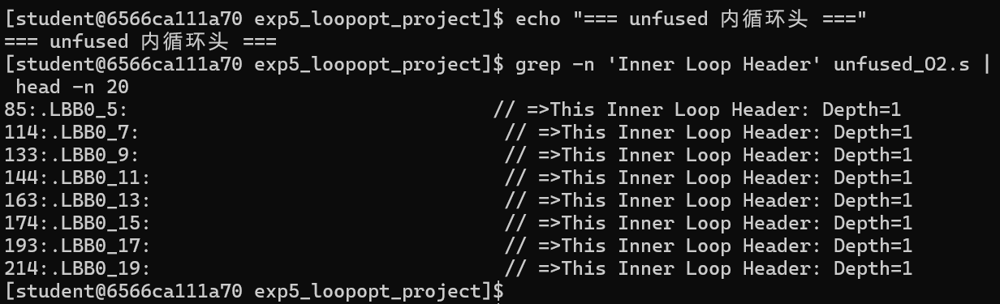 [student@6566ca111a70 exp5_loopopt_project]$ echo "=== unfused 内循环头 ==="
=== unfused 内循环头 ===
[student@6566ca111a70 exp5_loopopt_project]$ grep -n 'Inner Loop Header' unfused_O2.s |
 head -n 20
85:.LBB0_5:                                // =>This Inner Loop Header: Depth=1
114:.LBB0_7:                                // =>This Inner Loop Header: Depth=1
133:.LBB0_9:                                // =>This Inner Loop Header: Depth=1
144:.LBB0_11:                               // =>This Inner Loop Header: Depth=1
163:.LBB0_13:                               // =>This Inner Loop Header: Depth=1
174:.LBB0_15:                               // =>This Inner Loop Header: Depth=1
193:.LBB0_17:                               // =>This Inner Loop Header: Depth=1
214:.LBB0_19:                               // =>This Inner Loop Header: Depth=1
[student@6566ca111a70 exp5_loopopt_project]$